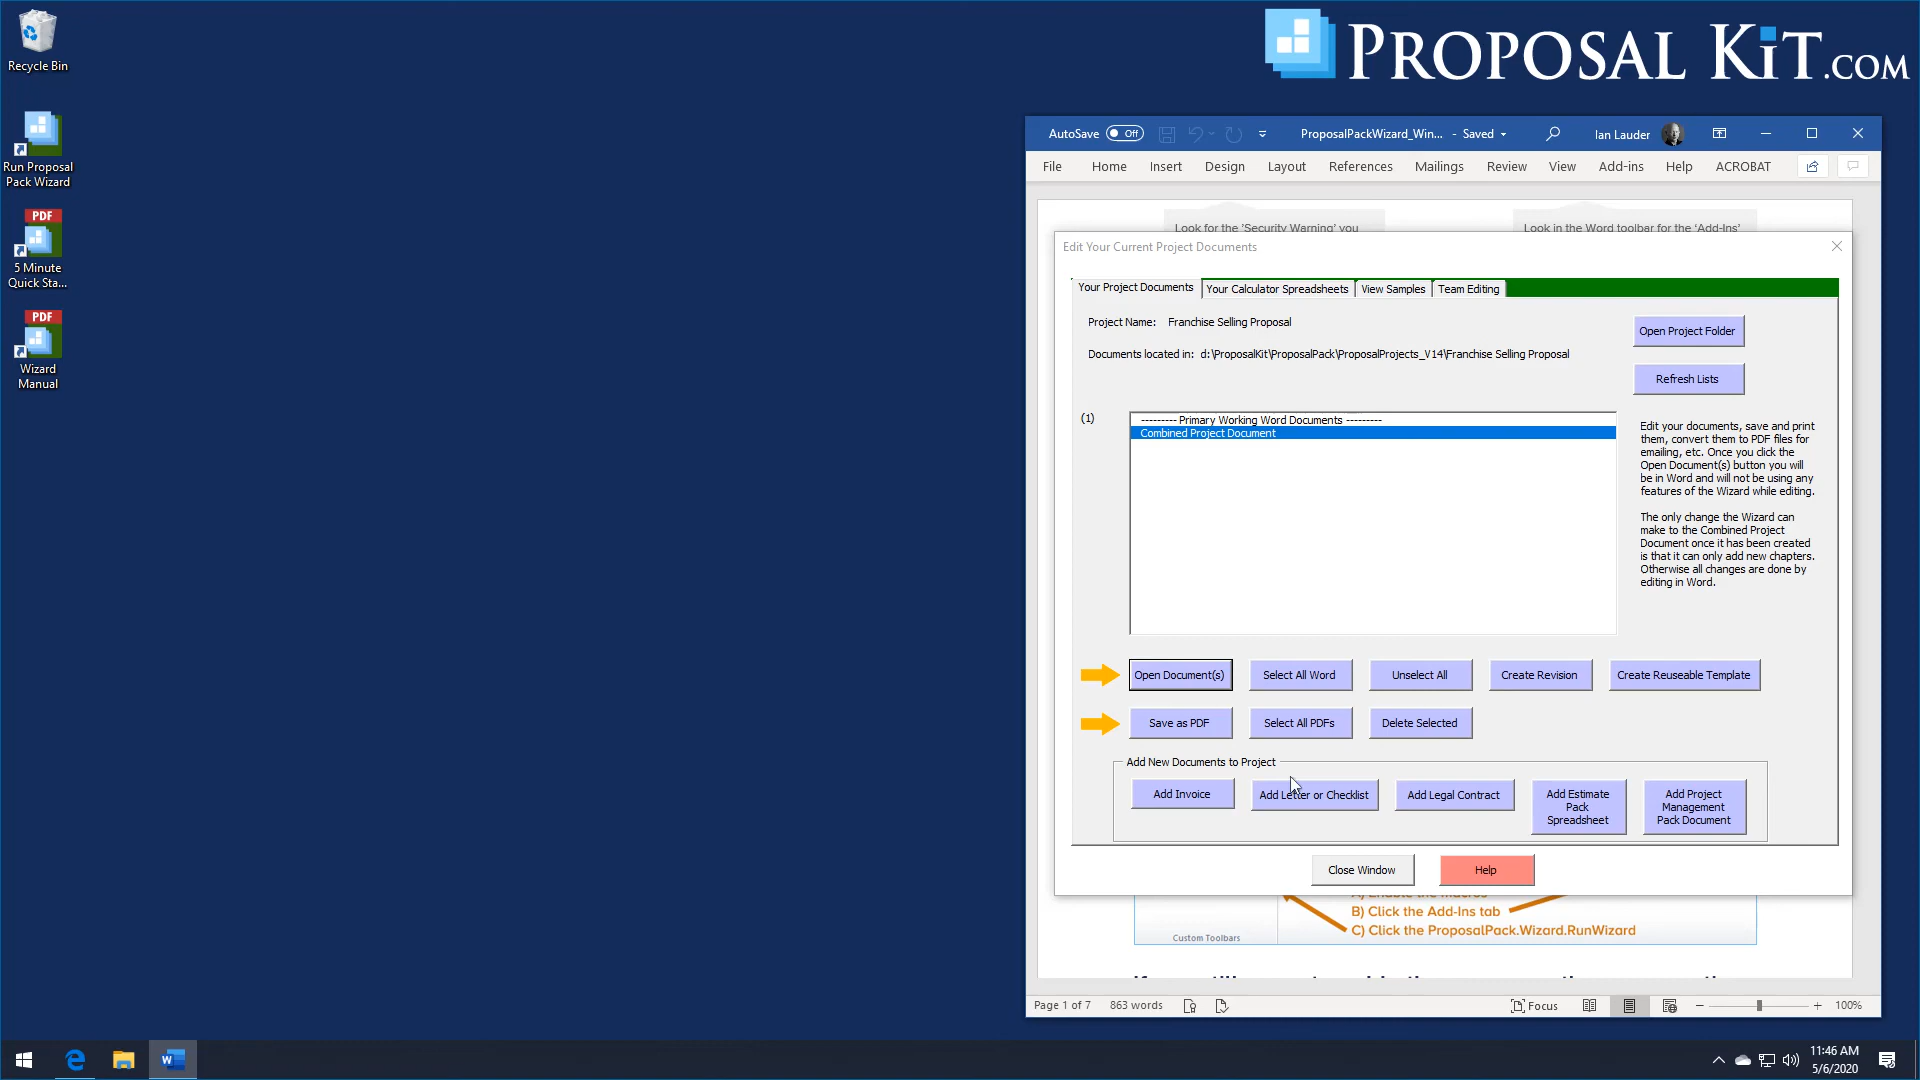 Recycle Bin
Run Proposal
Pack Wizard
PDF
5 Minute
Quick Sta...
PDF
Wizard
Manual
PROPOSAL KIT.COM
AutoSave Off ProposalPackWizard_Win... - Saved Ian Lauder
File Home Insert Design Layout References Mailings Review View Add-ins Help ACROBAT
Look for the 'Security Warning' you Look in the Word toolbar for the 'Add-Ins'
Edit Your Current Project Documents
Your Project Documents Your Calculator Spreadsheets View Samples Team Editing
Project Name: Franchise Selling Proposal
Open Project Folder
Documents located in: d:\ProposalKit\ProposalPack\ProposalProjects_V14\Franchise Selling Proposal
Refresh Lists
(1)
--------- Primary Working Word Documents ---------
Combined Project Document
Edit your documents, save and print
them, convert them to PDF files for
emailing, etc. Once you click the
Open Document(s) button you will
be in Word and will not be using any
features of the Wizard while editing.
The only change the Wizard can
make to the Combined Project
Document once it has been created
is that it can only add new chapters.
Otherwise all changes are done by
editing in Word.
Open Document(s) Select All Word Unselect All Create Revision Create Reuseable Template
Save as PDF Select All PDFs Delete Selected
Add New Documents to Project
Add Invoice Add Letter or Checklist Add Legal Contract
Add Estimate
Pack
Spreadsheet
Add Project
Management
Pack Document
Close Window Help
A) Enable the Macros
B) Click the Add-Ins tab
C) Click the ProposalPack.Wizard.RunWizard
Custom Toolbars
Page 1 of 7 863 words Focus 100%
11:46 AM
5/6/2020